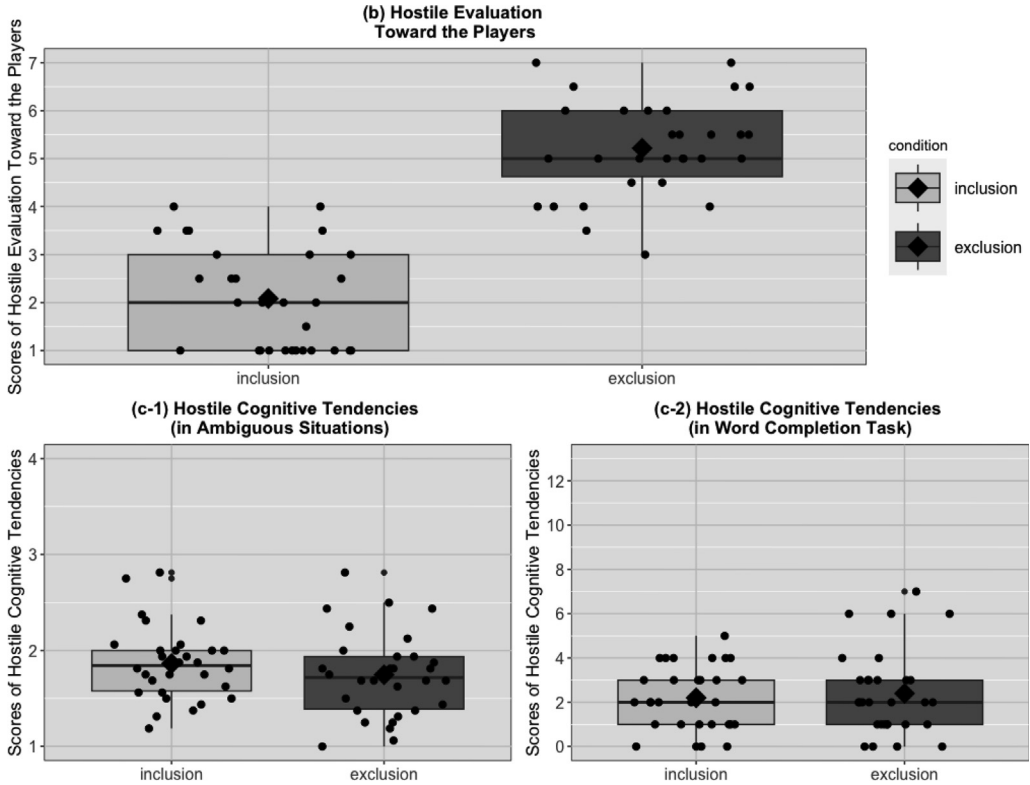 (b) Hostile Evaluation
Toward the Players
Scores of Hostile Evaluation Toward the Players
7
6
5
4
3
2
1
inclusion
exclusion
condition
inclusion
exclusion
(c-1) Hostile Cognitive Tendencies
(in Ambiguous Situations)
Scores of Hostile Cognitive Tendencies
4
3
2
1
inclusion
exclusion
(c-2) Hostile Cognitive Tendencies
(in Word Completion Task)
Scores of Hostile Cognitive Tendencies
12
10
8
6
4
2
0
inclusion
exclusion